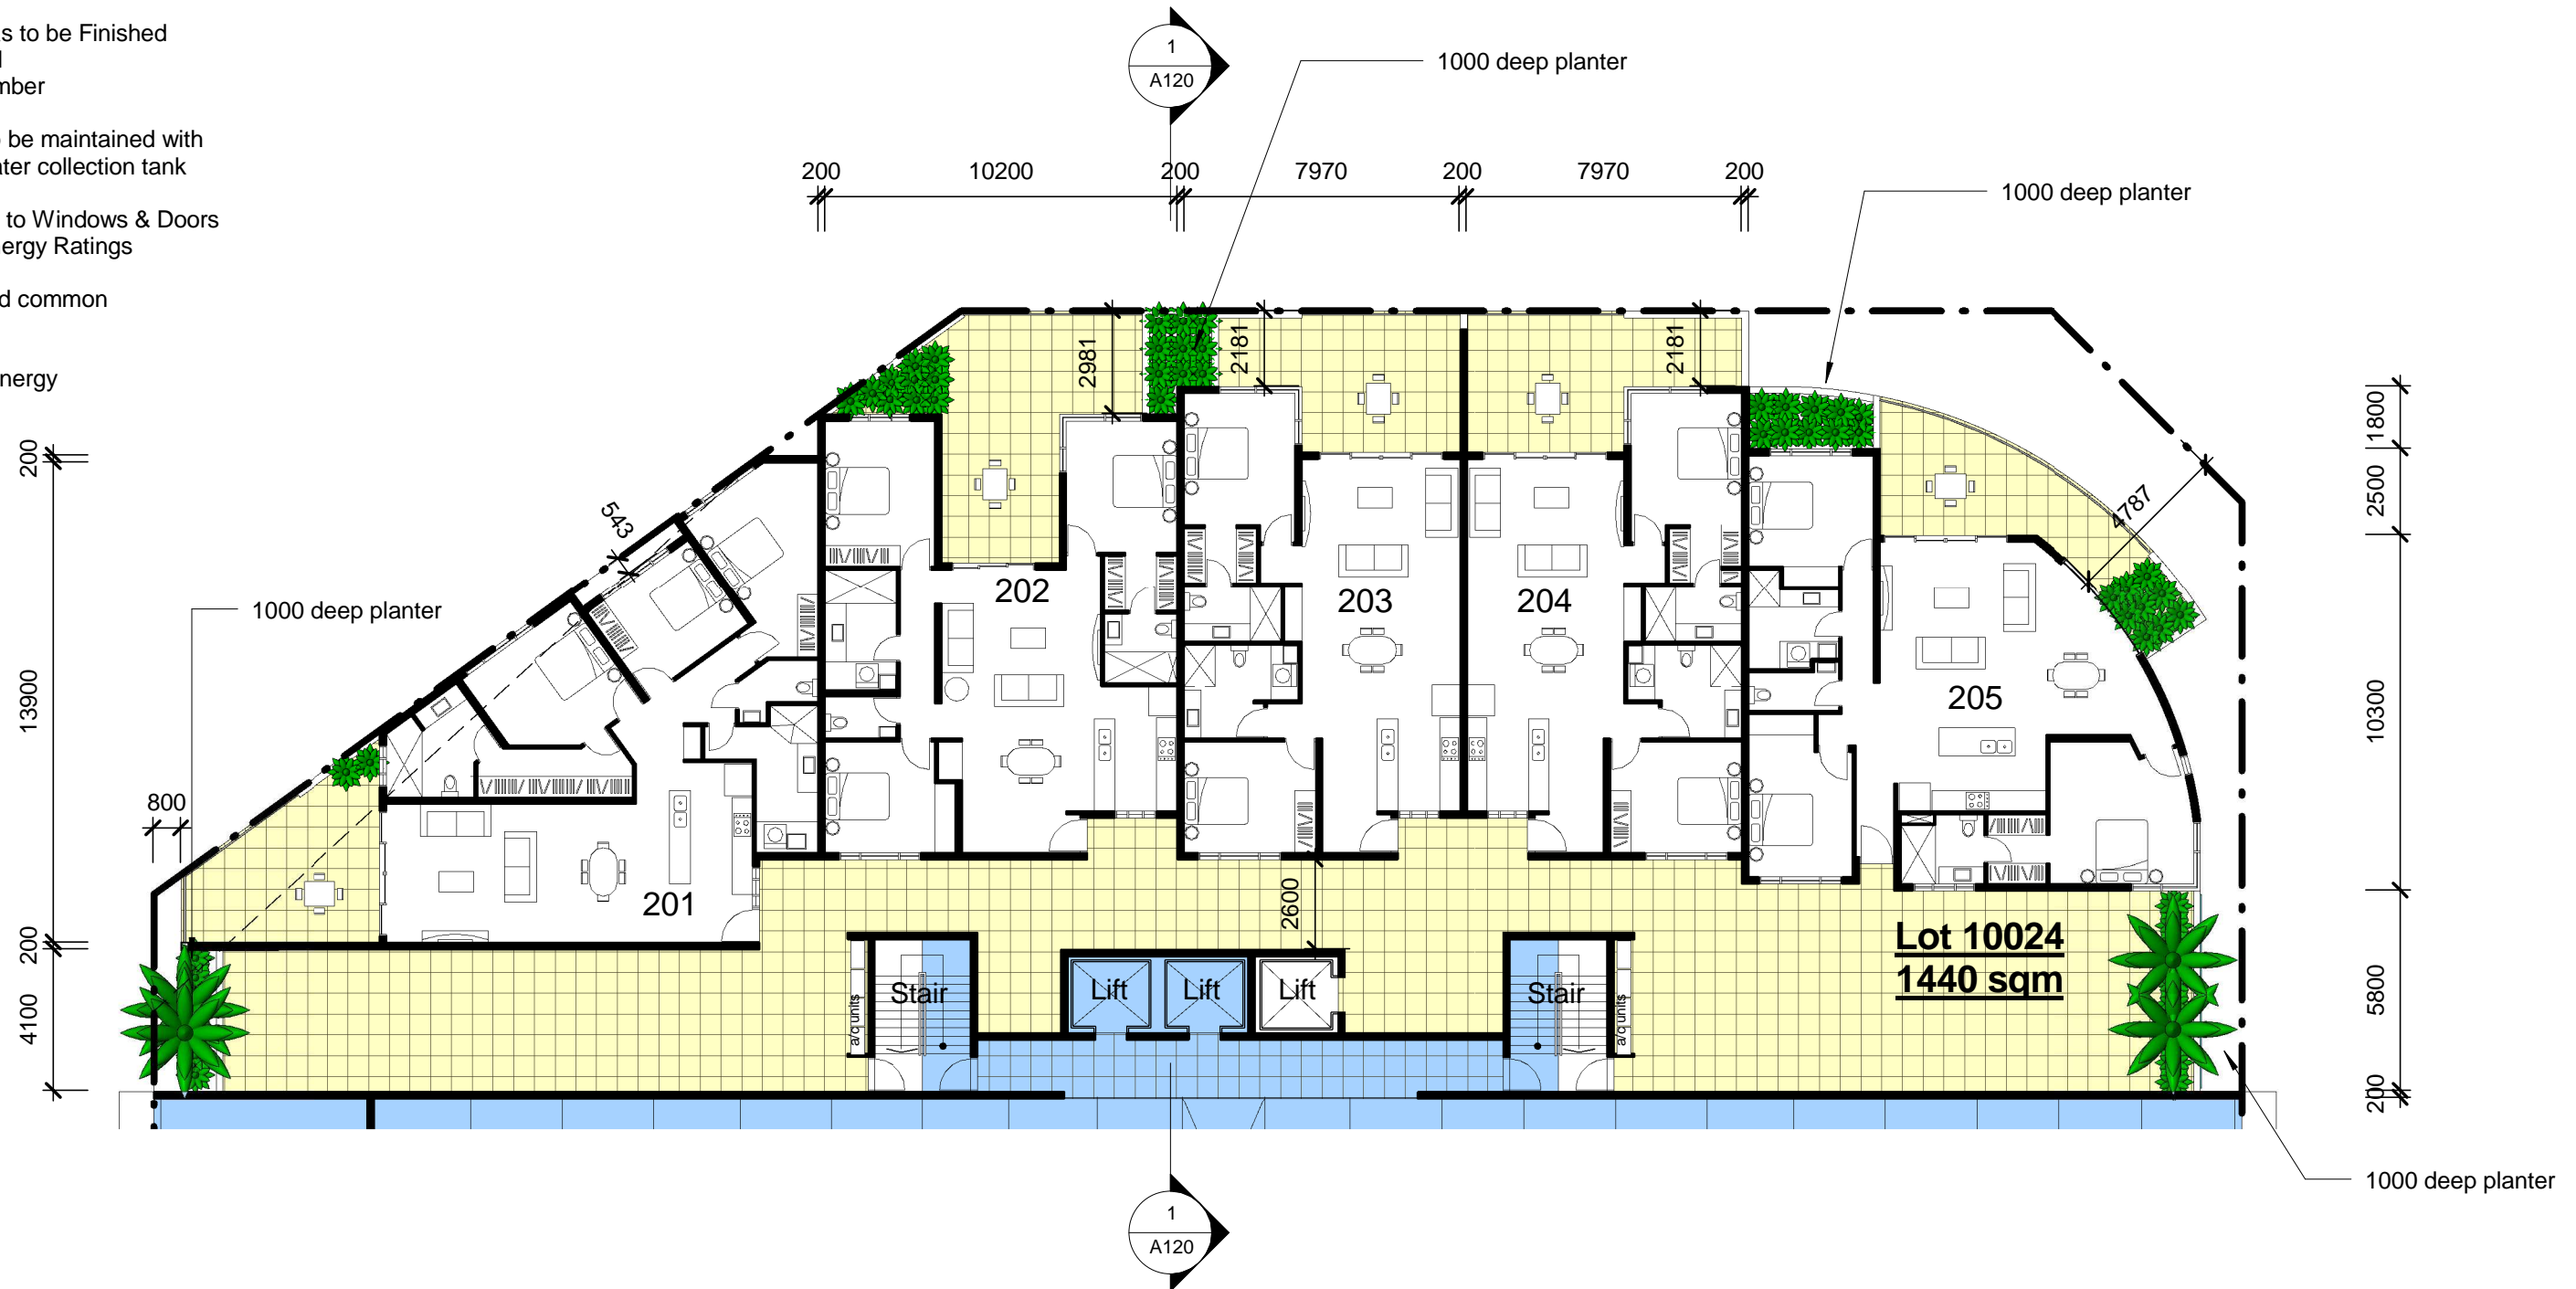 s to be Finished
mber
be maintained with
ater collection tank
to Windows & Doors
nergy Ratings
d common
nergy
1
A120
1000 deep planter
200
10200
200
7970
200
7970
200
1000 deep planter
2981
2181
2181
1800
200
543
4787
2500
202
203
204
1000 deep planter
205
13900
10300
800
201
2600
Lot 10024
1440 sqm
200
4100
Stair
Lift
Lift
Lift
Stair
a/c units
a/c units
5800
200
1000 deep planter
1
A120